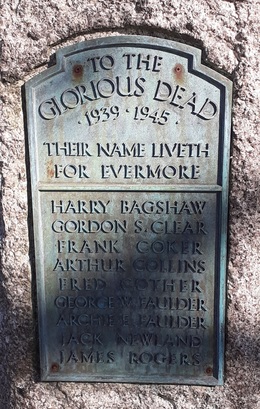 TO THE
GLORIOUS DEAD
· 1939 - 1945 ·
THEIR NAME LIVETH
FOR EVERMORE
HARRY BAGSHAW
GORDON S. CLEAR
FRANK COKER
ARTHUR COLLINS
FRED COTHER
GEORGE W. FAULDER
ARCHIE F. FAULDER
JACK NEWLAND
JAMES ROGERS